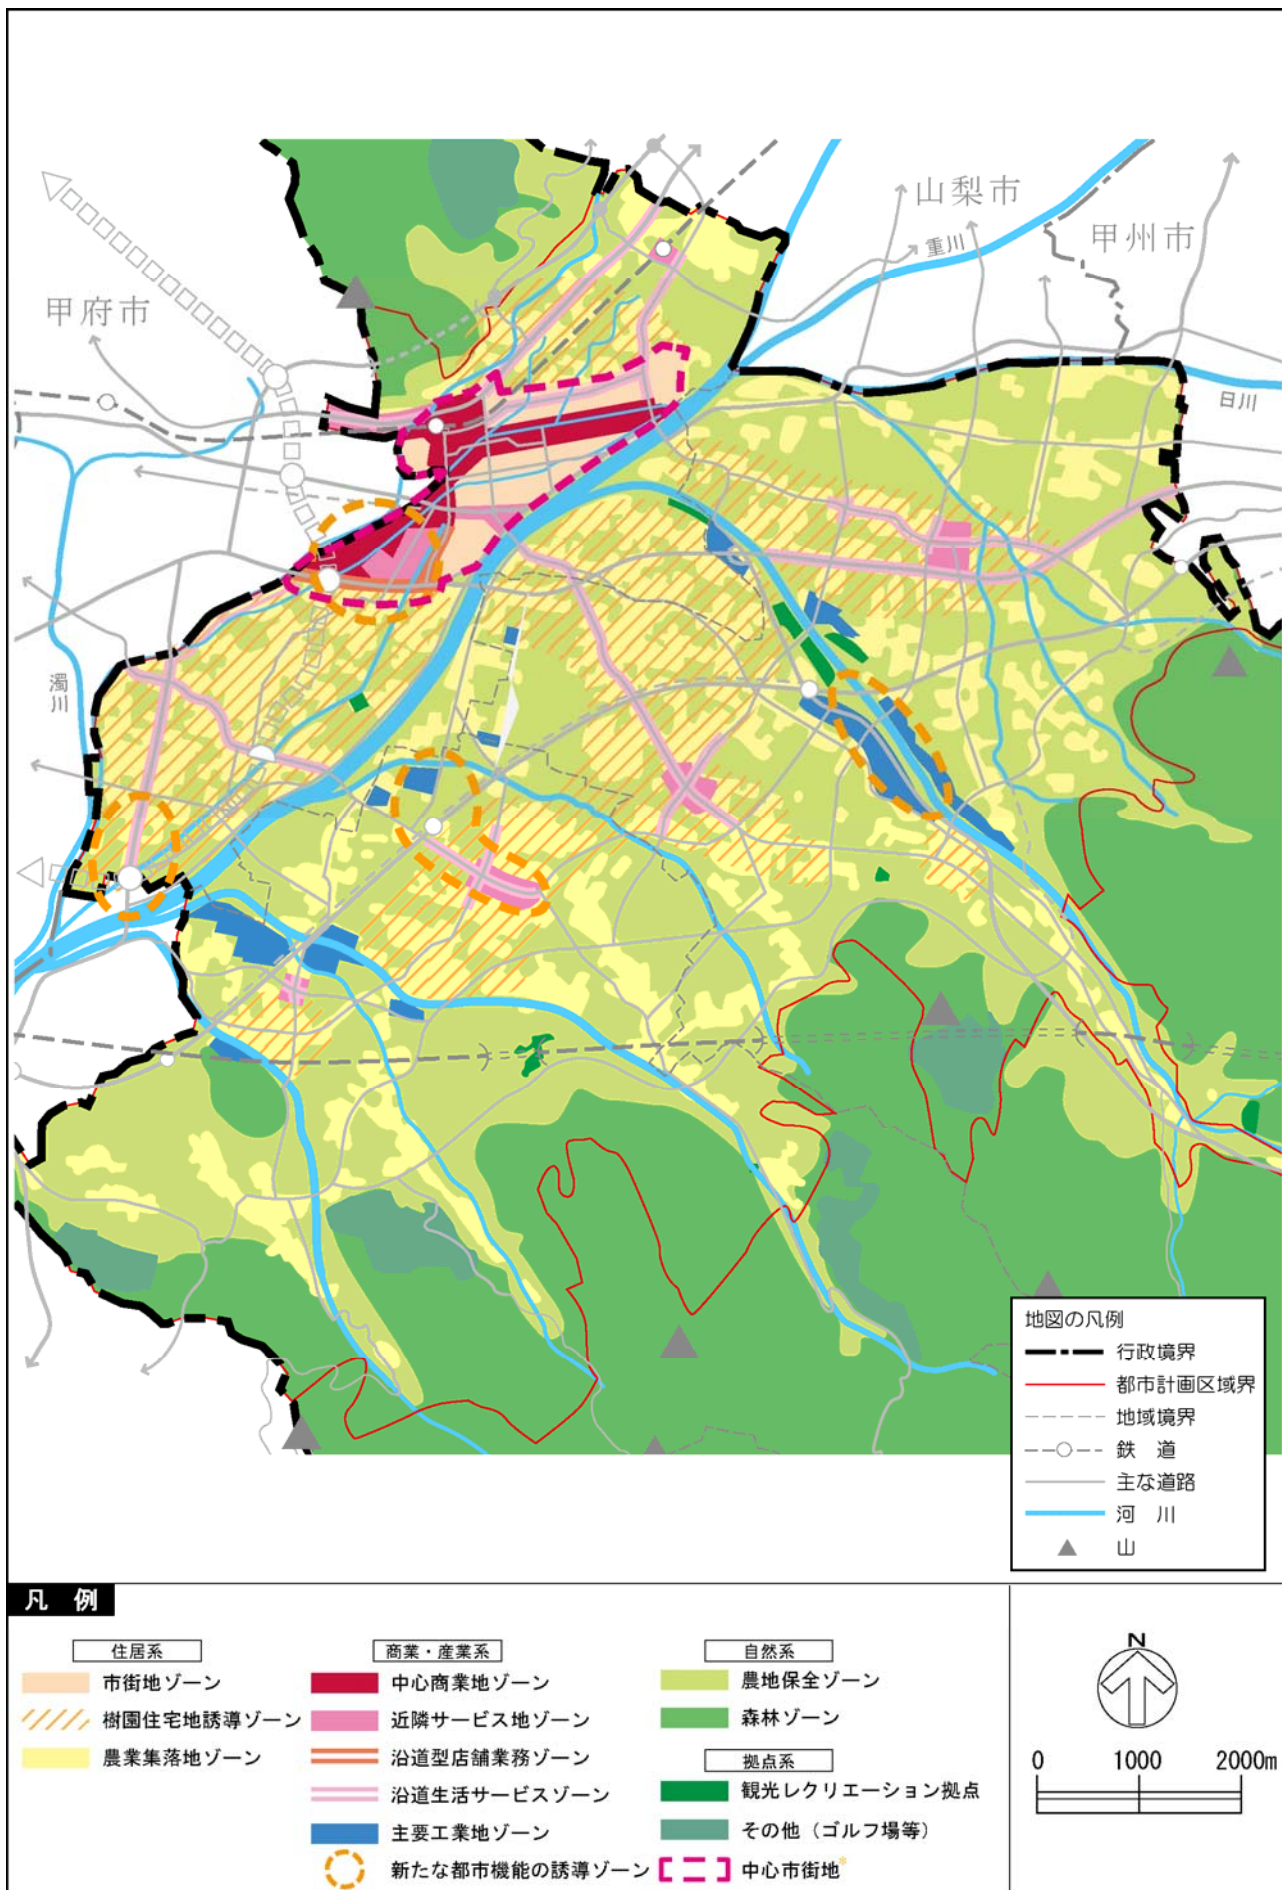 山梨市
甲州市
重川
甲府市
日川
濁川
地図の凡例
行政境界
都市計画区域界
地域境界
鉄 道
主な道路
河 川
山
凡 例
住居系
市街地ゾーン
樹園住宅地誘導ゾーン
農業集落地ゾーン
商業・産業系
中心商業地ゾーン
近隣サービス地ゾーン
沿道型店舗業務ゾーン
沿道生活サービスゾーン
主要工業地ゾーン
新たな都市機能の誘導ゾーン
自然系
農地保全ゾーン
森林ゾーン
拠点系
観光レクリエーション拠点
その他（ゴルフ場等）
中心市街地*
N
0 1000 2000m